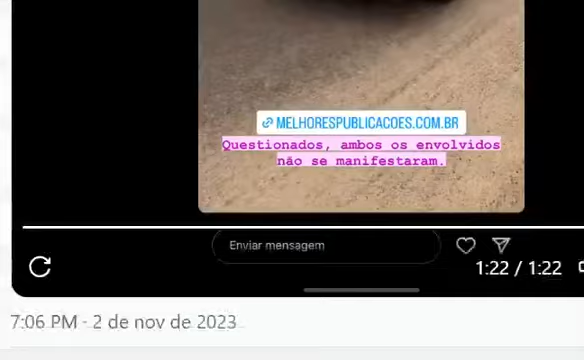 MELHORESPUBLICACOES.COM.BR
Questionados, ambos os envolvidos
não se manifestaram.
Enviar mensagem
1:22 / 1:22
7:06 PM · 2 de nov de 2023